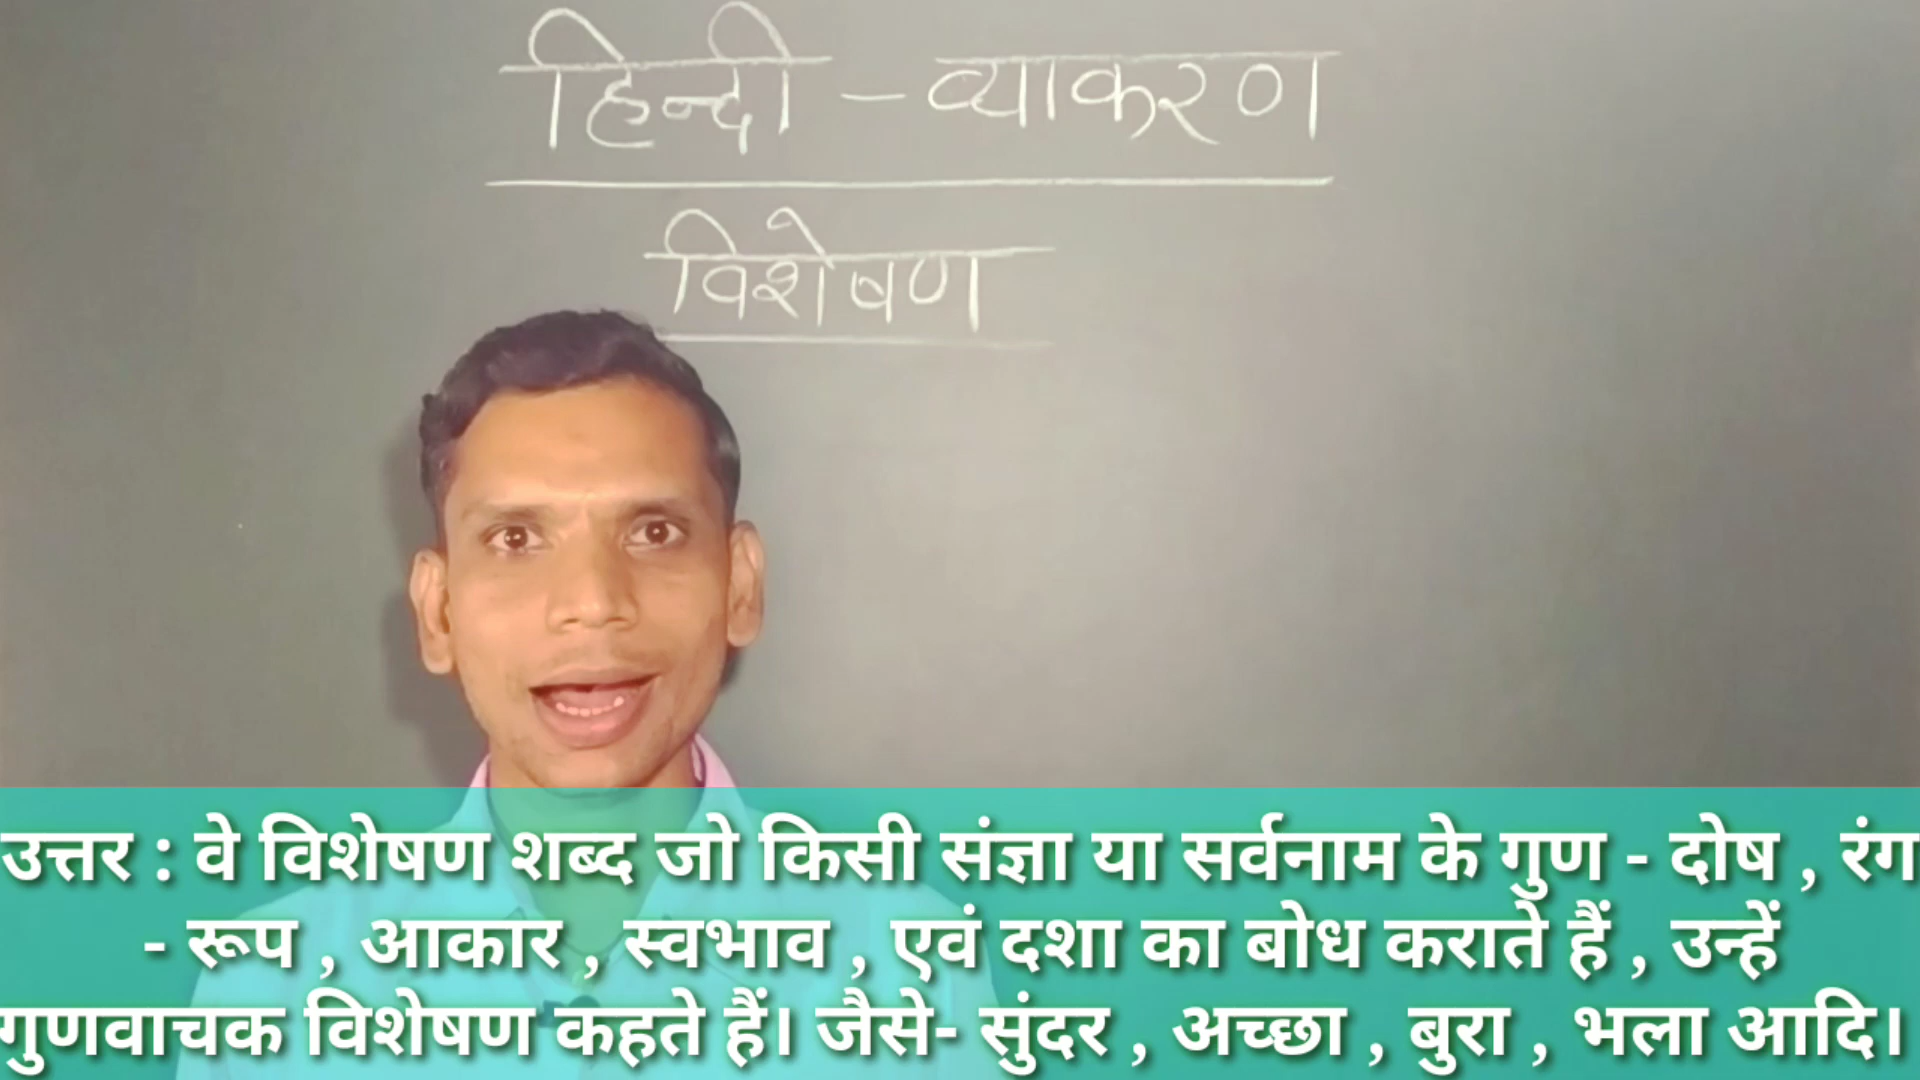 हिन्दी - व्याकरण
विशेषण
उत्तर : वे विशेषण शब्द जो किसी संज्ञा या सर्वनाम के गुण - दोष , रंग
- रूप , आकार , स्वभाव , एवं दशा का बोध कराते हैं , उन्हें
गुणवाचक विशेषण कहते हैं। जैसे- सुंदर , अच्छा , बुरा , भला आदि।